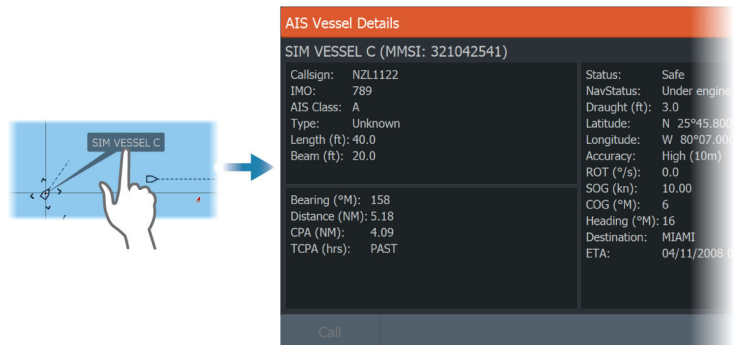 SIM VESSEL C
AIS Vessel Details
SIM VESSEL C (MMSI: 321042541)
Callsign: NZL1122
IMO: 789
AIS Class: A
Type: Unknown
Length (ft): 40.0
Beam (ft): 20.0
Bearing (°M): 158
Distance (NM): 5.18
CPA (NM): 4.09
TCPA (hrs): PAST
Status: Safe
NavStatus: Under engine
Draught (ft): 3.0
Latitude: N 25°45.800
Longitude: W 80°07.000
Accuracy: High (10m)
ROT (°/s): 0.0
SOG (kn): 10.00
COG (°M): 6
Heading (°M): 16
Destination: MIAMI
ETA: 04/11/2008
Call